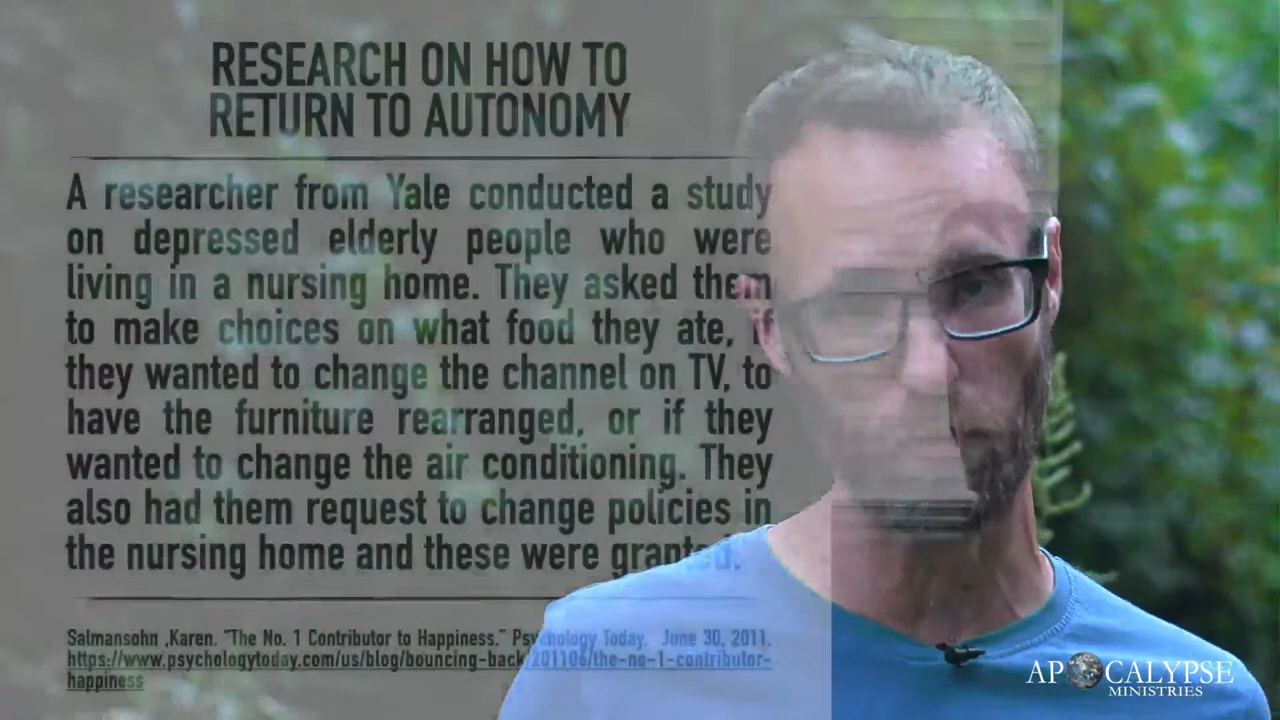 RESEARCH ON HOW TO
RETURN TO AUTONOMY
A researcher from Yale conducted a study
on depressed elderly people who were
living in a nursing home. They asked them
to make choices on what food they ate, if
they wanted to change the channel on TV, to
have the furniture rearranged, or if they
wanted to change the air conditioning. They
also had them request to change policies in
the nursing home and these were granted.
Salmansohn ,Karen. "The No. 1 Contributor to Happiness." Psychology Today. June 30, 2011.
https://www.psychologytoday.com/us/blog/bouncing-back/201106/the-no-1-contributor-
happiness
APOCALYPSE
MINISTRIES